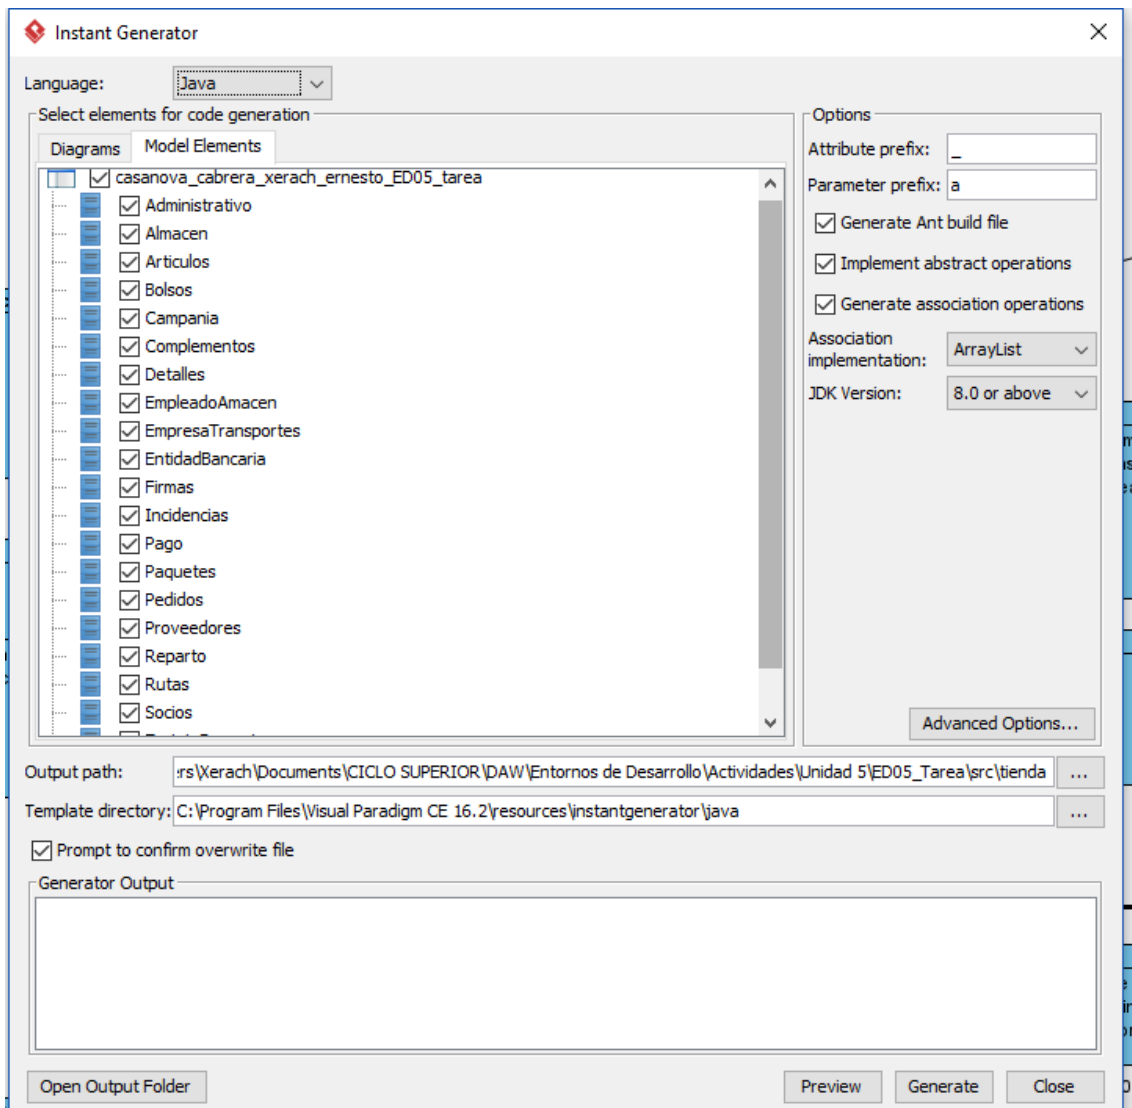 Instant Generator
Language: Java
Select elements for code generation
Diagrams Model Elements
casanova_cabrera_xerach_ernesto_ED05_tarea
Administrativo
Almacen
Articulos
Bolsos
Campania
Complementos
Detalles
EmpleadoAmacen
EmpresaTransportes
EntidadBancaria
Firmas
Incidencias
Pago
Paquetes
Pedidos
Proveedores
Reparto
Rutas
Socios
Options
Attribute prefix: _
Parameter prefix: a
Generate Ant build file
Implement abstract operations
Generate association operations
Association
implementation: ArrayList
JDK Version: 8.0 or above
Advanced Options...
Output path: rs\Xerach\Documents\CICLO SUPERIOR\DAW\Entornos de Desarrollo\Actividades\Unidad 5\ED05_Tarea\src\tienda ...
Template directory: C:\Program Files\Visual Paradigm CE 16.2\resources\instantgenerator\java ...
Prompt to confirm overwrite file
Generator Output
Open Output Folder Preview Generate Close